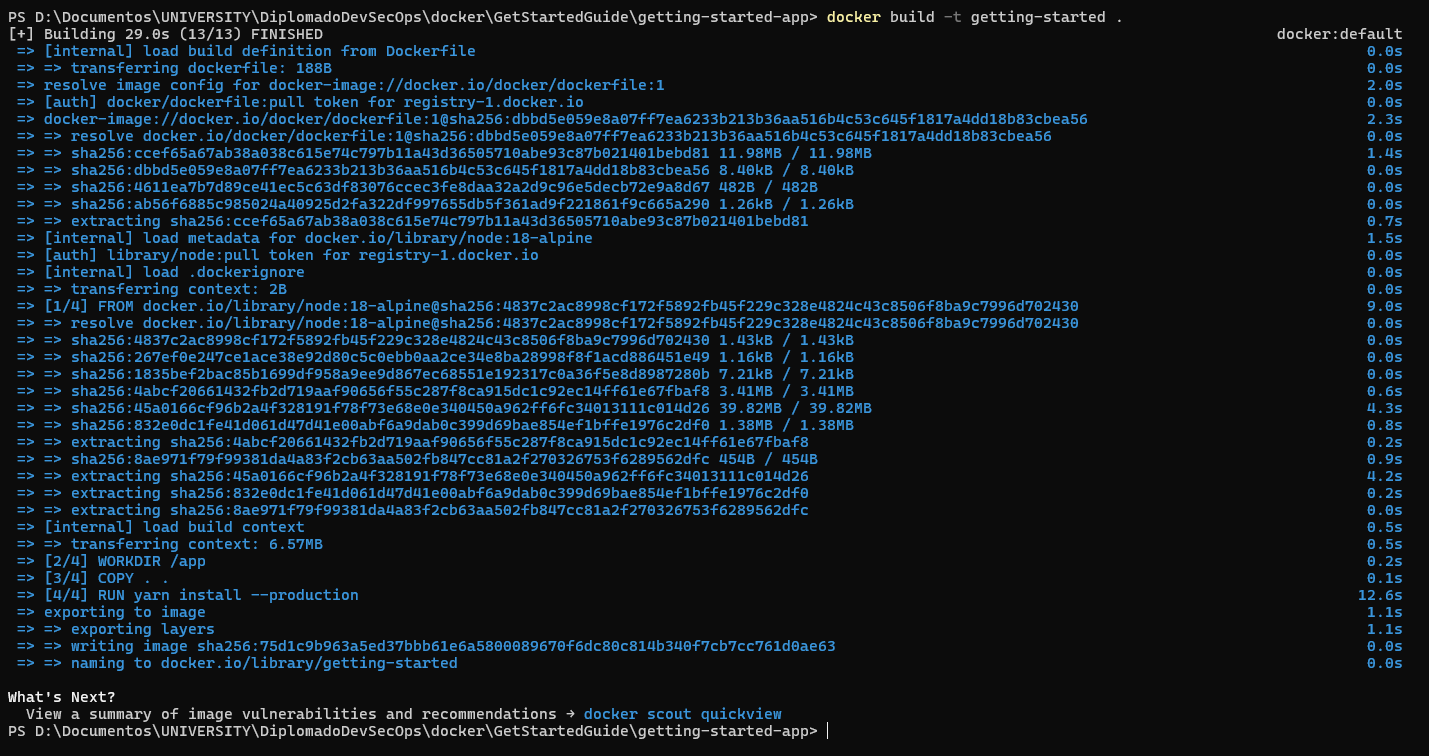 PS D:\Documentos\UNIVERSITY\DiplomadoDevSecOps\docker\GetStartedGuide\getting-started-app> docker build -t getting-started .
[+] Building 29.0s (13/13) FINISHED docker:default
=> [internal] load build definition from Dockerfile 0.0s
=> => transferring dockerfile: 188B 0.0s
=> resolve image config for docker-image://docker.io/docker/dockerfile:1 2.0s
=> [auth] docker/dockerfile:pull token for registry-1.docker.io 0.0s
=> docker-image://docker.io/docker/dockerfile:1@sha256:dbbd5e059e8a07ff7ea6233b213b36aa516b4c53c645f1817a4dd18b83cbea56 2.3s
=> => resolve docker.io/docker/dockerfile:1@sha256:dbbd5e059e8a07ff7ea6233b213b36aa516b4c53c645f1817a4dd18b83cbea56 0.0s
=> => sha256:ccef65a67ab38a038c615e74c797b11a43d36505710abe93c87b021401bebd81 11.98MB / 11.98MB 1.4s
=> => sha256:dbbd5e059e8a07ff7ea6233b213b36aa516b4c53c645f1817a4dd18b83cbea56 8.40kB / 8.40kB 0.0s
=> => sha256:4611ea7b7d89ce41ec5c63df83076ccec3fe8daa32a2d9c96e5decb72e9a8d67 482B / 482B 0.0s
=> => sha256:ab56f6885c985024a40925d2fa322df997655db5f361ad9f221861f9c665a290 1.26kB / 1.26kB 0.0s
=> => extracting sha256:ccef65a67ab38a038c615e74c797b11a43d36505710abe93c87b021401bebd81 0.7s
=> [internal] load metadata for docker.io/library/node:18-alpine 1.5s
=> [auth] library/node:pull token for registry-1.docker.io 0.0s
=> [internal] load .dockerignore 0.0s
=> => transferring context: 2B 0.0s
=> [1/4] FROM docker.io/library/node:18-alpine@sha256:4837c2ac8998cf172f5892fb45f229c328e4824c43c8506f8ba9c7996d702430 9.0s
=> => resolve docker.io/library/node:18-alpine@sha256:4837c2ac8998cf172f5892fb45f229c328e4824c43c8506f8ba9c7996d702430 0.0s
=> => sha256:4837c2ac8998cf172f5892fb45f229c328e4824c43c8506f8ba9c7996d702430 1.43kB / 1.43kB 0.0s
=> => sha256:267ef0e247ce1ace38e92d80c5c0ebb0aa2ce34e8ba28998f8f1acd886451e49 1.16kB / 1.16kB 0.0s
=> => sha256:1835bef2bac85b1699df958a9ee9d867ec68551e192317c0a36f5e8d8987280b 7.21kB / 7.21kB 0.0s
=> => sha256:4abcf20661432fb2d719aaf90656f55c287f8ca915dc1c92ec14ff61e67fbaf8 3.41MB / 3.41MB 0.6s
=> => sha256:45a0166cf96b2a4f328191f78f73e68e0e340450a962ff6fc34013111c014d26 39.82MB / 39.82MB 4.3s
=> => sha256:832e0dc1fe41d061d47d41e00abf6a9dab0c399d69bae854ef1bffe1976c2df0 1.38MB / 1.38MB 0.8s
=> => extracting sha256:4abcf20661432fb2d719aaf90656f55c287f8ca915dc1c92ec14ff61e67fbaf8 0.2s
=> => sha256:8ae971f79f99381da4a83f2cb63aa502fb847cc81a2f270326753f6289562dfc 454B / 454B 0.9s
=> => extracting sha256:45a0166cf96b2a4f328191f78f73e68e0e340450a962ff6fc34013111c014d26 4.2s
=> => extracting sha256:832e0dc1fe41d061d47d41e00abf6a9dab0c399d69bae854ef1bffe1976c2df0 0.2s
=> => extracting sha256:8ae971f79f99381da4a83f2cb63aa502fb847cc81a2f270326753f6289562dfc 0.0s
=> [internal] load build context 0.5s
=> => transferring context: 6.57MB 0.5s
=> [2/4] WORKDIR /app 0.2s
=> [3/4] COPY . . 0.1s
=> [4/4] RUN yarn install --production 12.6s
=> exporting to image 1.1s
=> => exporting layers 1.1s
=> => writing image sha256:75d1c9b963a5ed37bbb61e6a5800089670f6dc80c814b340f7cb7cc761d0ae63 0.0s
=> => naming to docker.io/library/getting-started 0.0s
What's Next?
View a summary of image vulnerabilities and recommendations → docker scout quickview
PS D:\Documentos\UNIVERSITY\DiplomadoDevSecOps\docker\GetStartedGuide\getting-started-app>